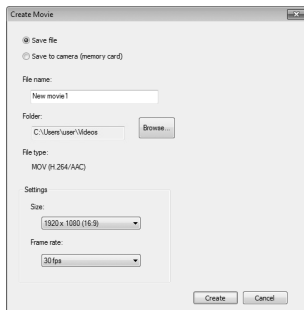 Create Movie
Save file
Save to camera (memory card)
File name:
New movie1
Folder:
C:\Users\user\Videos
Browse...
File type:
MOV (H.264/AAC)
Settings
Size:
1920 x 1080 (16:9)
Frame rate:
30 fps
Create
Cancel